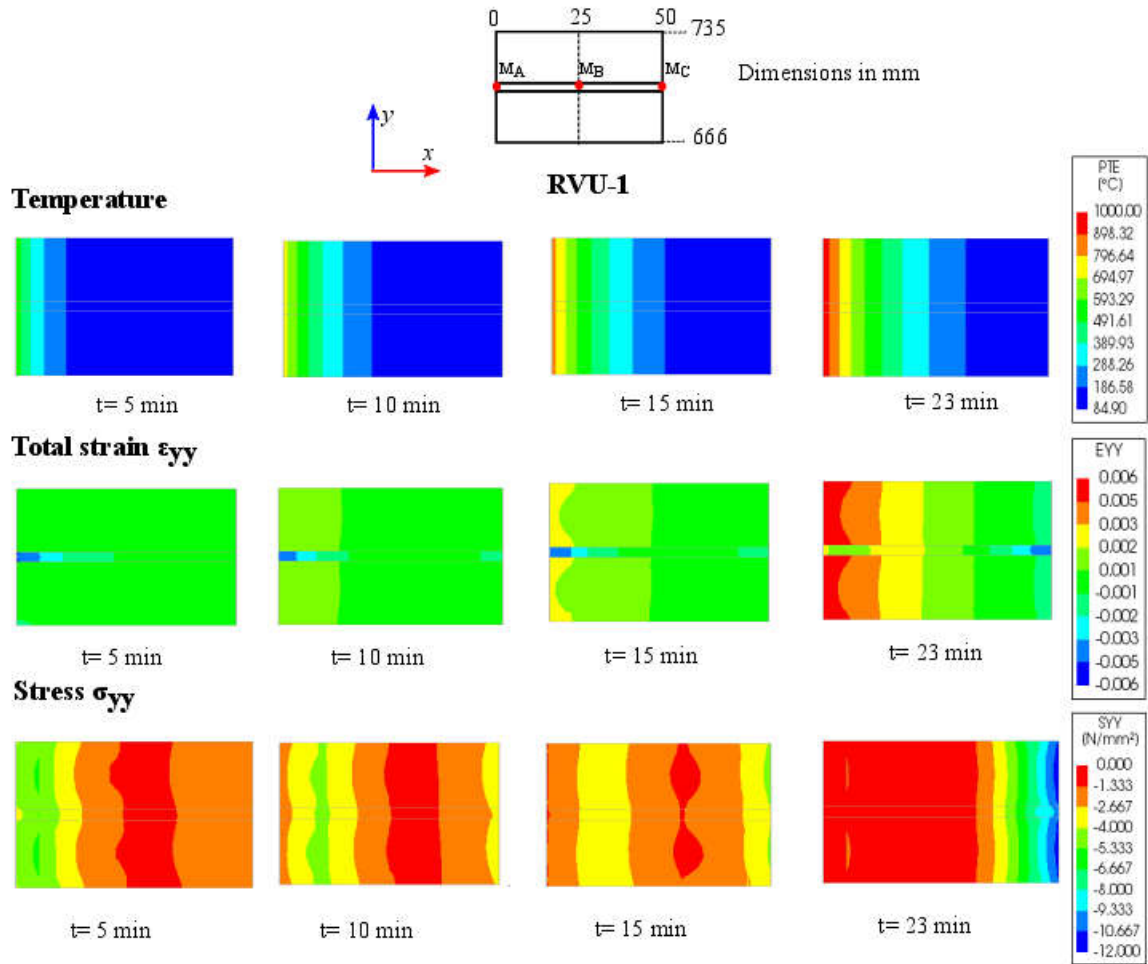 0 25 50
735
MA MB MC
Dimensions in mm
666
y
x
RVU-1
Temperature
PTE
(°C)
1000.00
898.32
796.64
694.97
593.29
491.61
389.93
288.26
186.58
84.90
t= 5 min t= 10 min t= 15 min t= 23 min
Total strain εyy
EYY
0.006
0.005
0.003
0.002
0.001
-0.001
-0.002
-0.003
-0.005
-0.006
t= 5 min t= 10 min t= 15 min t= 23 min
Stress σyy
SYY
(N/mm²)
0.000
-1.333
-2.667
-4.000
-5.333
-6.667
-8.000
-9.333
-10.667
-12.000
t= 5 min t= 10 min t= 15 min t= 23 min